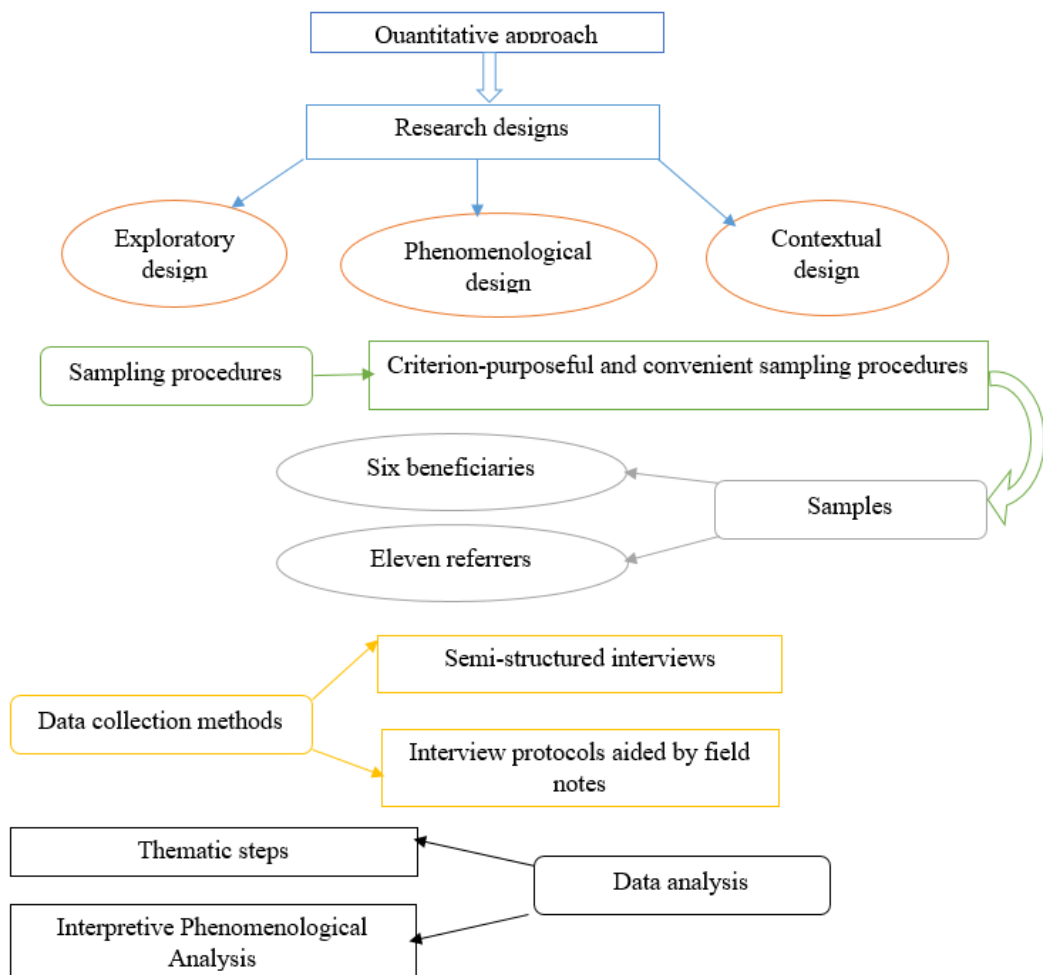 Quantitative approach
Research designs
Exploratory
design
Phenomenological
design
Contextual
design
Sampling procedures
Criterion-purposeful and convenient sampling procedures
Six beneficiaries
Samples
Eleven referrers
Semi-structured interviews
Data collection methods
Interview protocols aided by field
notes
Thematic steps
Data analysis
Interpretive Phenomenological
Analysis